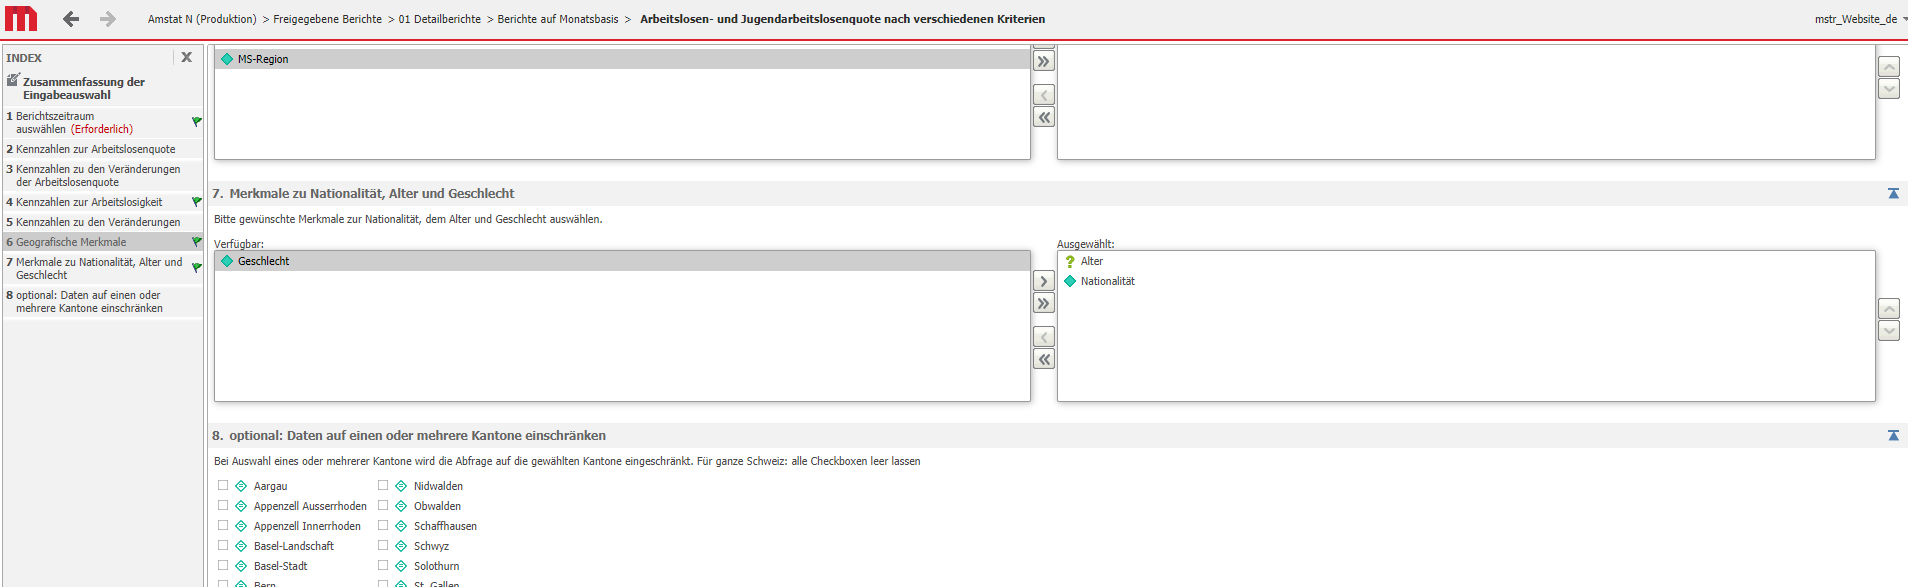 Amstat N (Produktion) > Freigegebene Berichte > 01 Detailberichte > Berichte auf Monatsbasis > Arbeitslosen- und Jugendarbeitslosenquote nach verschiedenen Kriterien
mstr_Website_de
INDEX
Zusammenfassung der
Eingabeauswahl
1 Berichtszeitraum
auswählen (Erforderlich)
2 Kennzahlen zur Arbeitslosenquote
3 Kennzahlen zu den Veränderungen
der Arbeitslosenquote
4 Kennzahlen zur Arbeitslosigkeit
5 Kennzahlen zu den Veränderungen
6 Geografische Merkmale
7 Merkmale zu Nationalität, Alter und
Geschlecht
8 optional: Daten auf einen oder
mehrere Kantone einschränken
MS-Region
7. Merkmale zu Nationalität, Alter und Geschlecht
Bitte gewünschte Merkmale zur Nationalität, dem Alter und Geschlecht auswählen.
Verfügbar:
Geschlecht
Ausgewählt:
Alter
Nationalität
8. optional: Daten auf einen oder mehrere Kantone einschränken
Bei Auswahl eines oder mehrerer Kantone wird die Abfrage auf die gewählten Kantone eingeschränkt. Für ganze Schweiz: alle Checkboxen leer lassen
Aargau
Appenzell Ausserrhoden
Appenzell Innerrhoden
Basel-Landschaft
Basel-Stadt
Bern
Nidwalden
Obwalden
Schaffhausen
Schwyz
Solothurn
St. Gallen